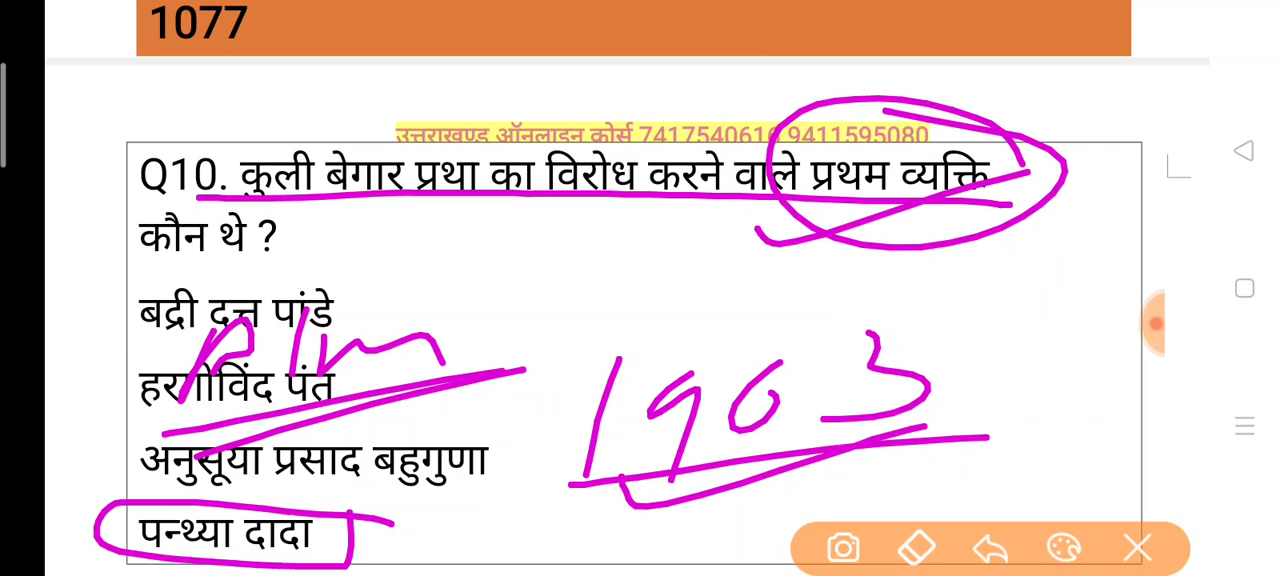 1077
उत्तराखण्ड ऑनलाइन कोर्स 7417540610 9411595080
Q10. कुली बेगार प्रथा का विरोध करने वाले प्रथम व्यक्ति
कौन थे ?
बद्री दत्त पांडे
हरगोविंद पंत
1903
अनुसूया प्रसाद बहुगुणा
पन्थ्या दादा